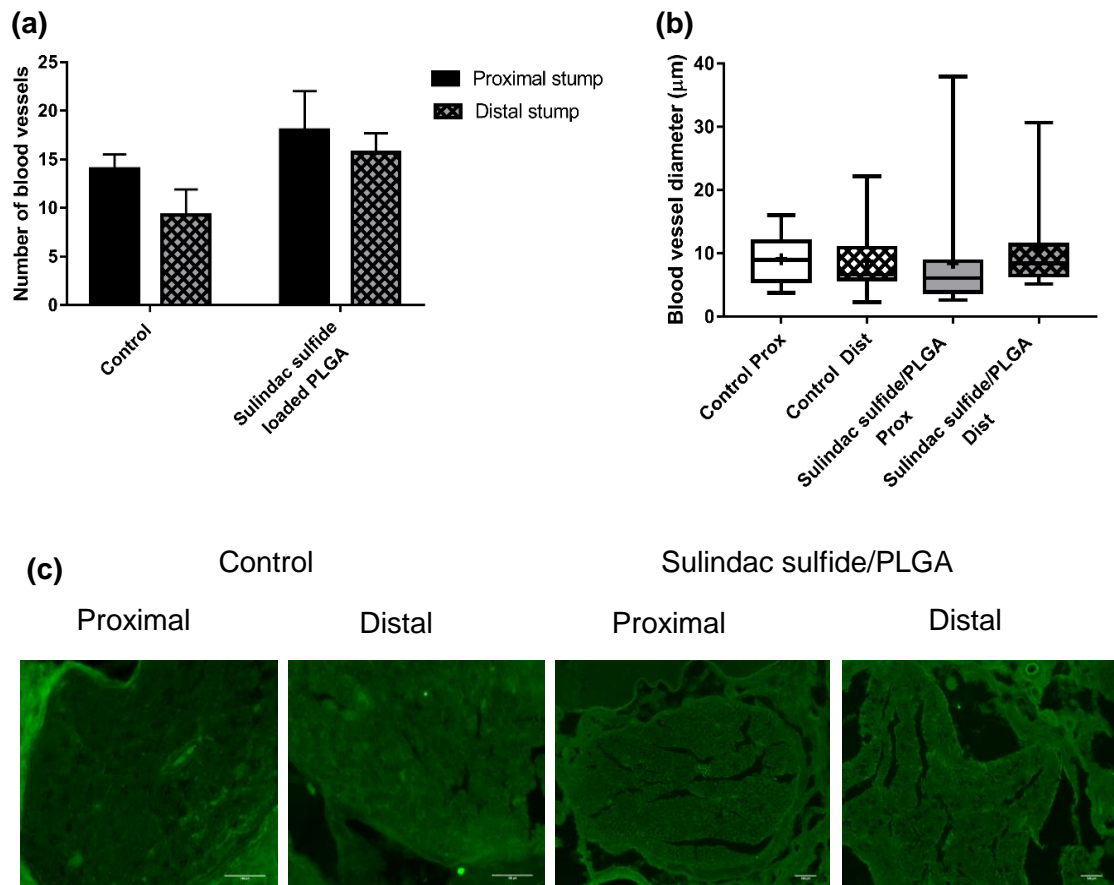 (a)
Number of blood vessels
25
20
15
10
5
0
Control
Sulindac sulfide
loaded PLGA
Proximal stump
Distal stump
(b)
Blood vessel diameter (μm)
40
30
20
10
0
Control Prox
Control Dist
Sulindac sulfide/PLGA
Prox
Sulindac sulfide/PLGA
Dist
(c)
Control
Sulindac sulfide/PLGA
Proximal
Distal
Proximal
Distal